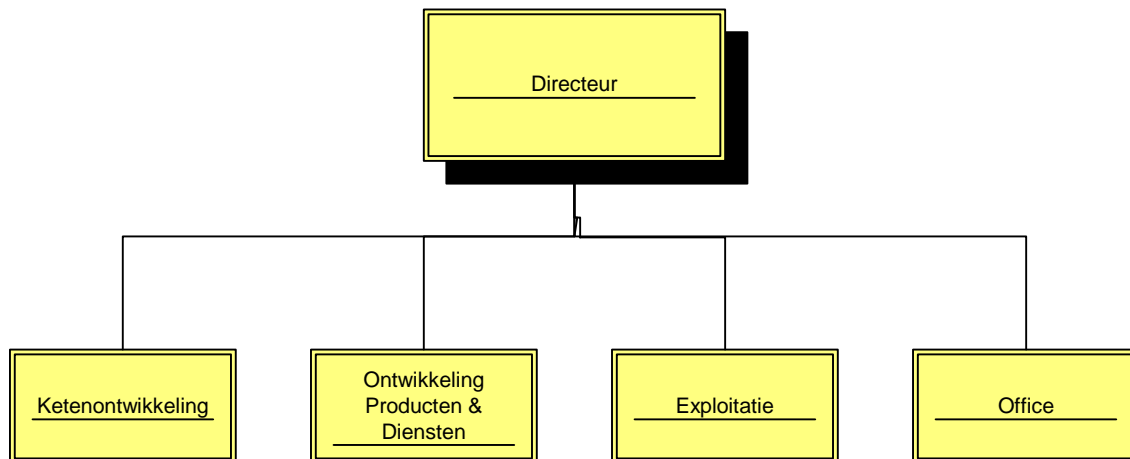 Directeur
Ketenontwikkeling
Ontwikkeling
Producten &
Diensten
Exploitatie
Office